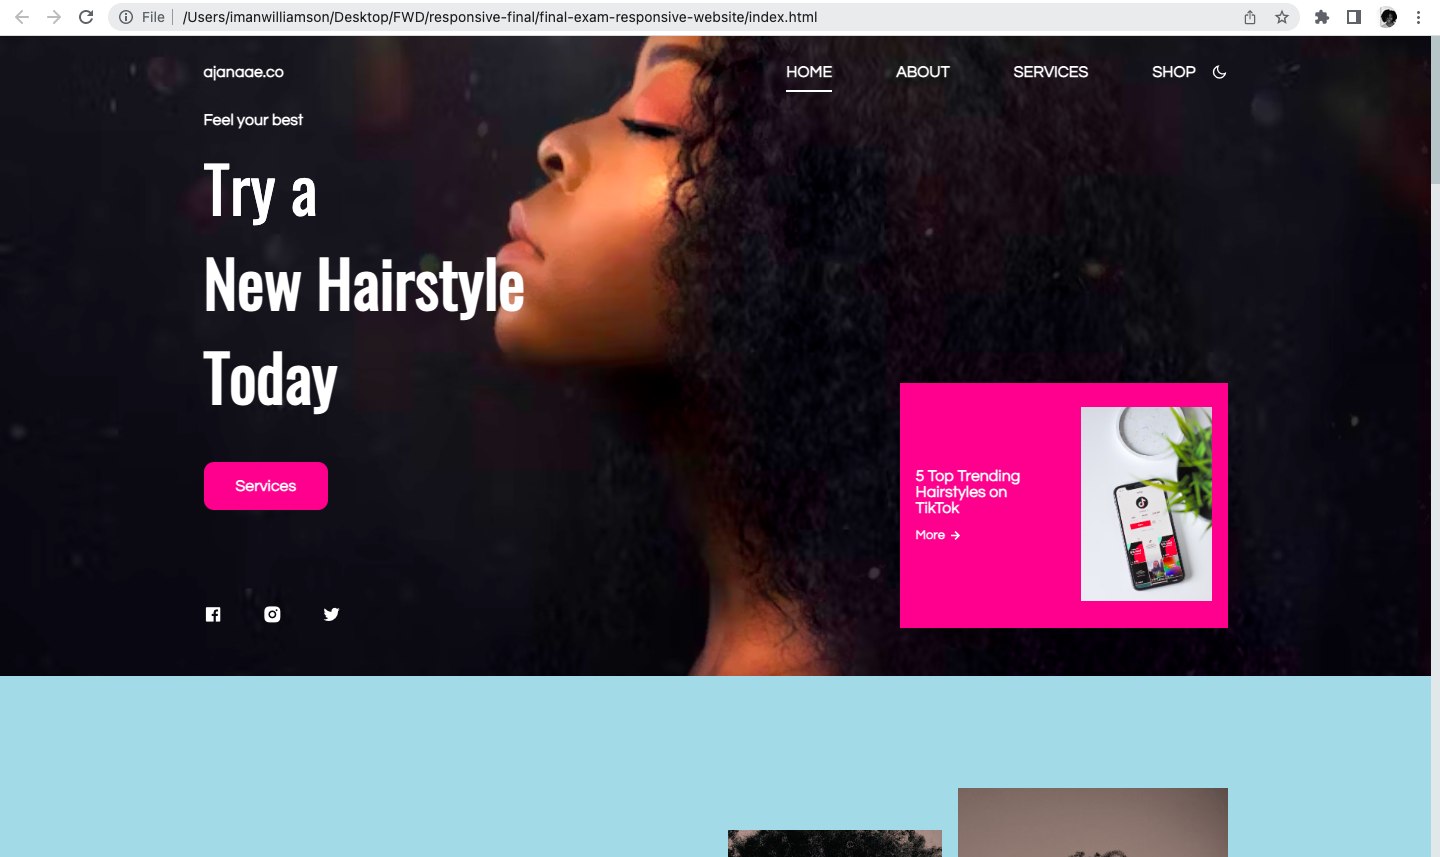 File
/Users/imanwilliamson/Desktop/FWD/responsive-final/final-exam-responsive-website/index.html
ajanaae.co
HOME
ABOUT
SERVICES
SHOP
Feel your best
Try a
New Hairstyle
Today
Services
5 Top Trending
Hairstyles on
TikTok
More